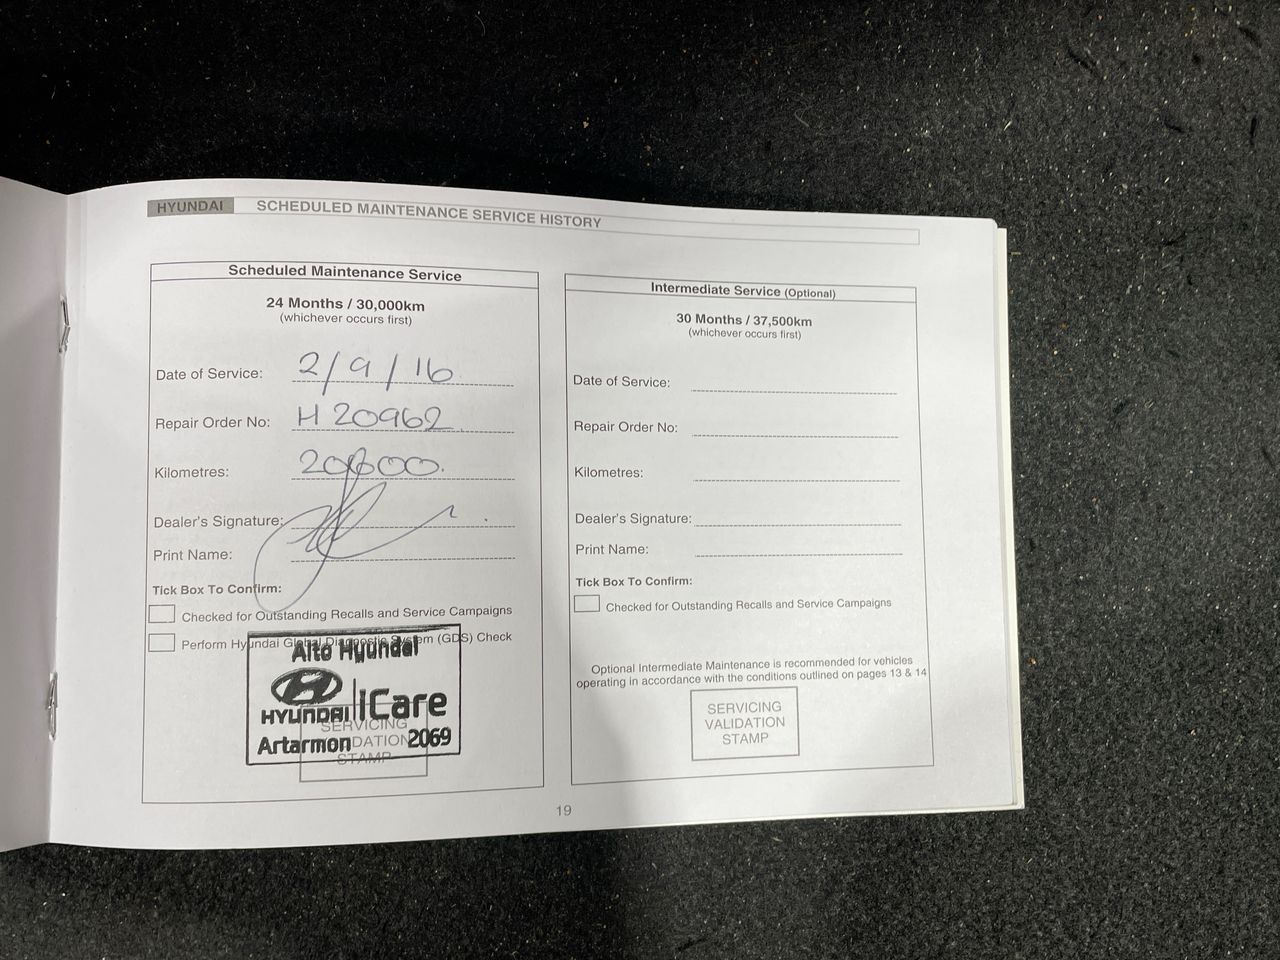 HYUNDAI SCHEDULED MAINTENANCE SERVICE HISTORY
Scheduled Maintenance Service
24 Months / 30,000km
(whichever occurs first)
Date of Service: 2/9/16
Repair Order No: H20962
Kilometres:
Dealer's Signature:
Print Name:
Tick Box To Confirm:
Checked for Outstanding Recalls and Service Campaigns
Perform Hyundai Global Diagnostic System (GDS) Check
Alto Hyundai
HYUNDAI iCare
Artarmon 2069
SERVICING
VALIDATION
STAMP
Intermediate Service (Optional)
30 Months / 37,500km
(whichever occurs first)
Date of Service:
Repair Order No:
Kilometres:
Dealer's Signature:
Print Name:
Tick Box To Confirm:
Checked for Outstanding Recalls and Service Campaigns
Optional Intermediate Maintenance is recommended for vehicles
operating in accordance with the conditions outlined on pages 13 & 14
SERVICING
VALIDATION
STAMP
19